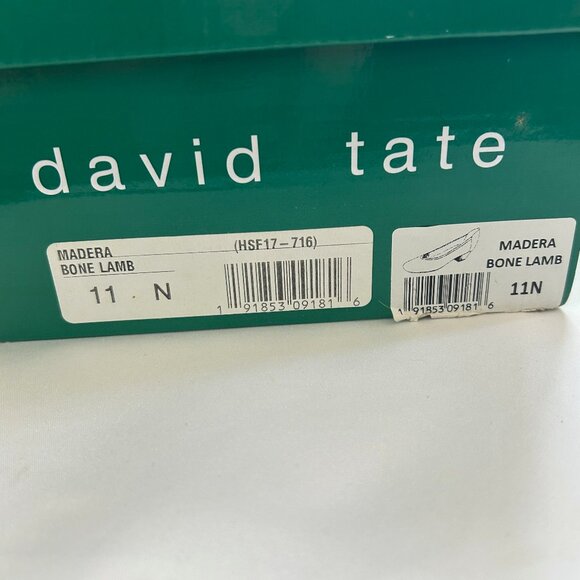 david tate
MADERA (HSF17-716)
BONE LAMB
11 N
1 91853 09181 6
MADERA
BONE LAMB
11N
1 91853 09181 6